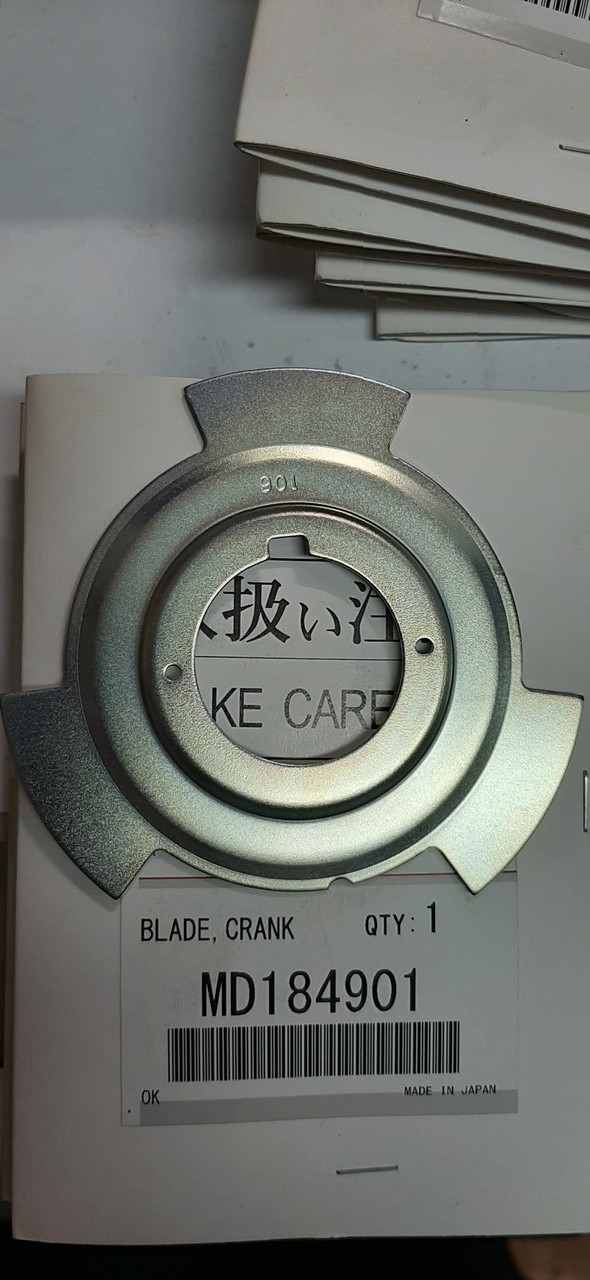 901
扱い注
KE CARE
BLADE, CRANK QTY: 1
MD184901
OK MADE IN JAPAN